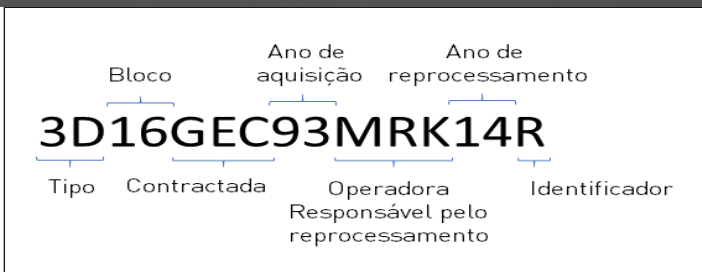 Ano de
aquisição
Ano de
reprocessamento
Bloco
3D16GEC93MRK14R
Tipo
Contractada
Operadora
Responsável pelo
reprocessamento
Identificador